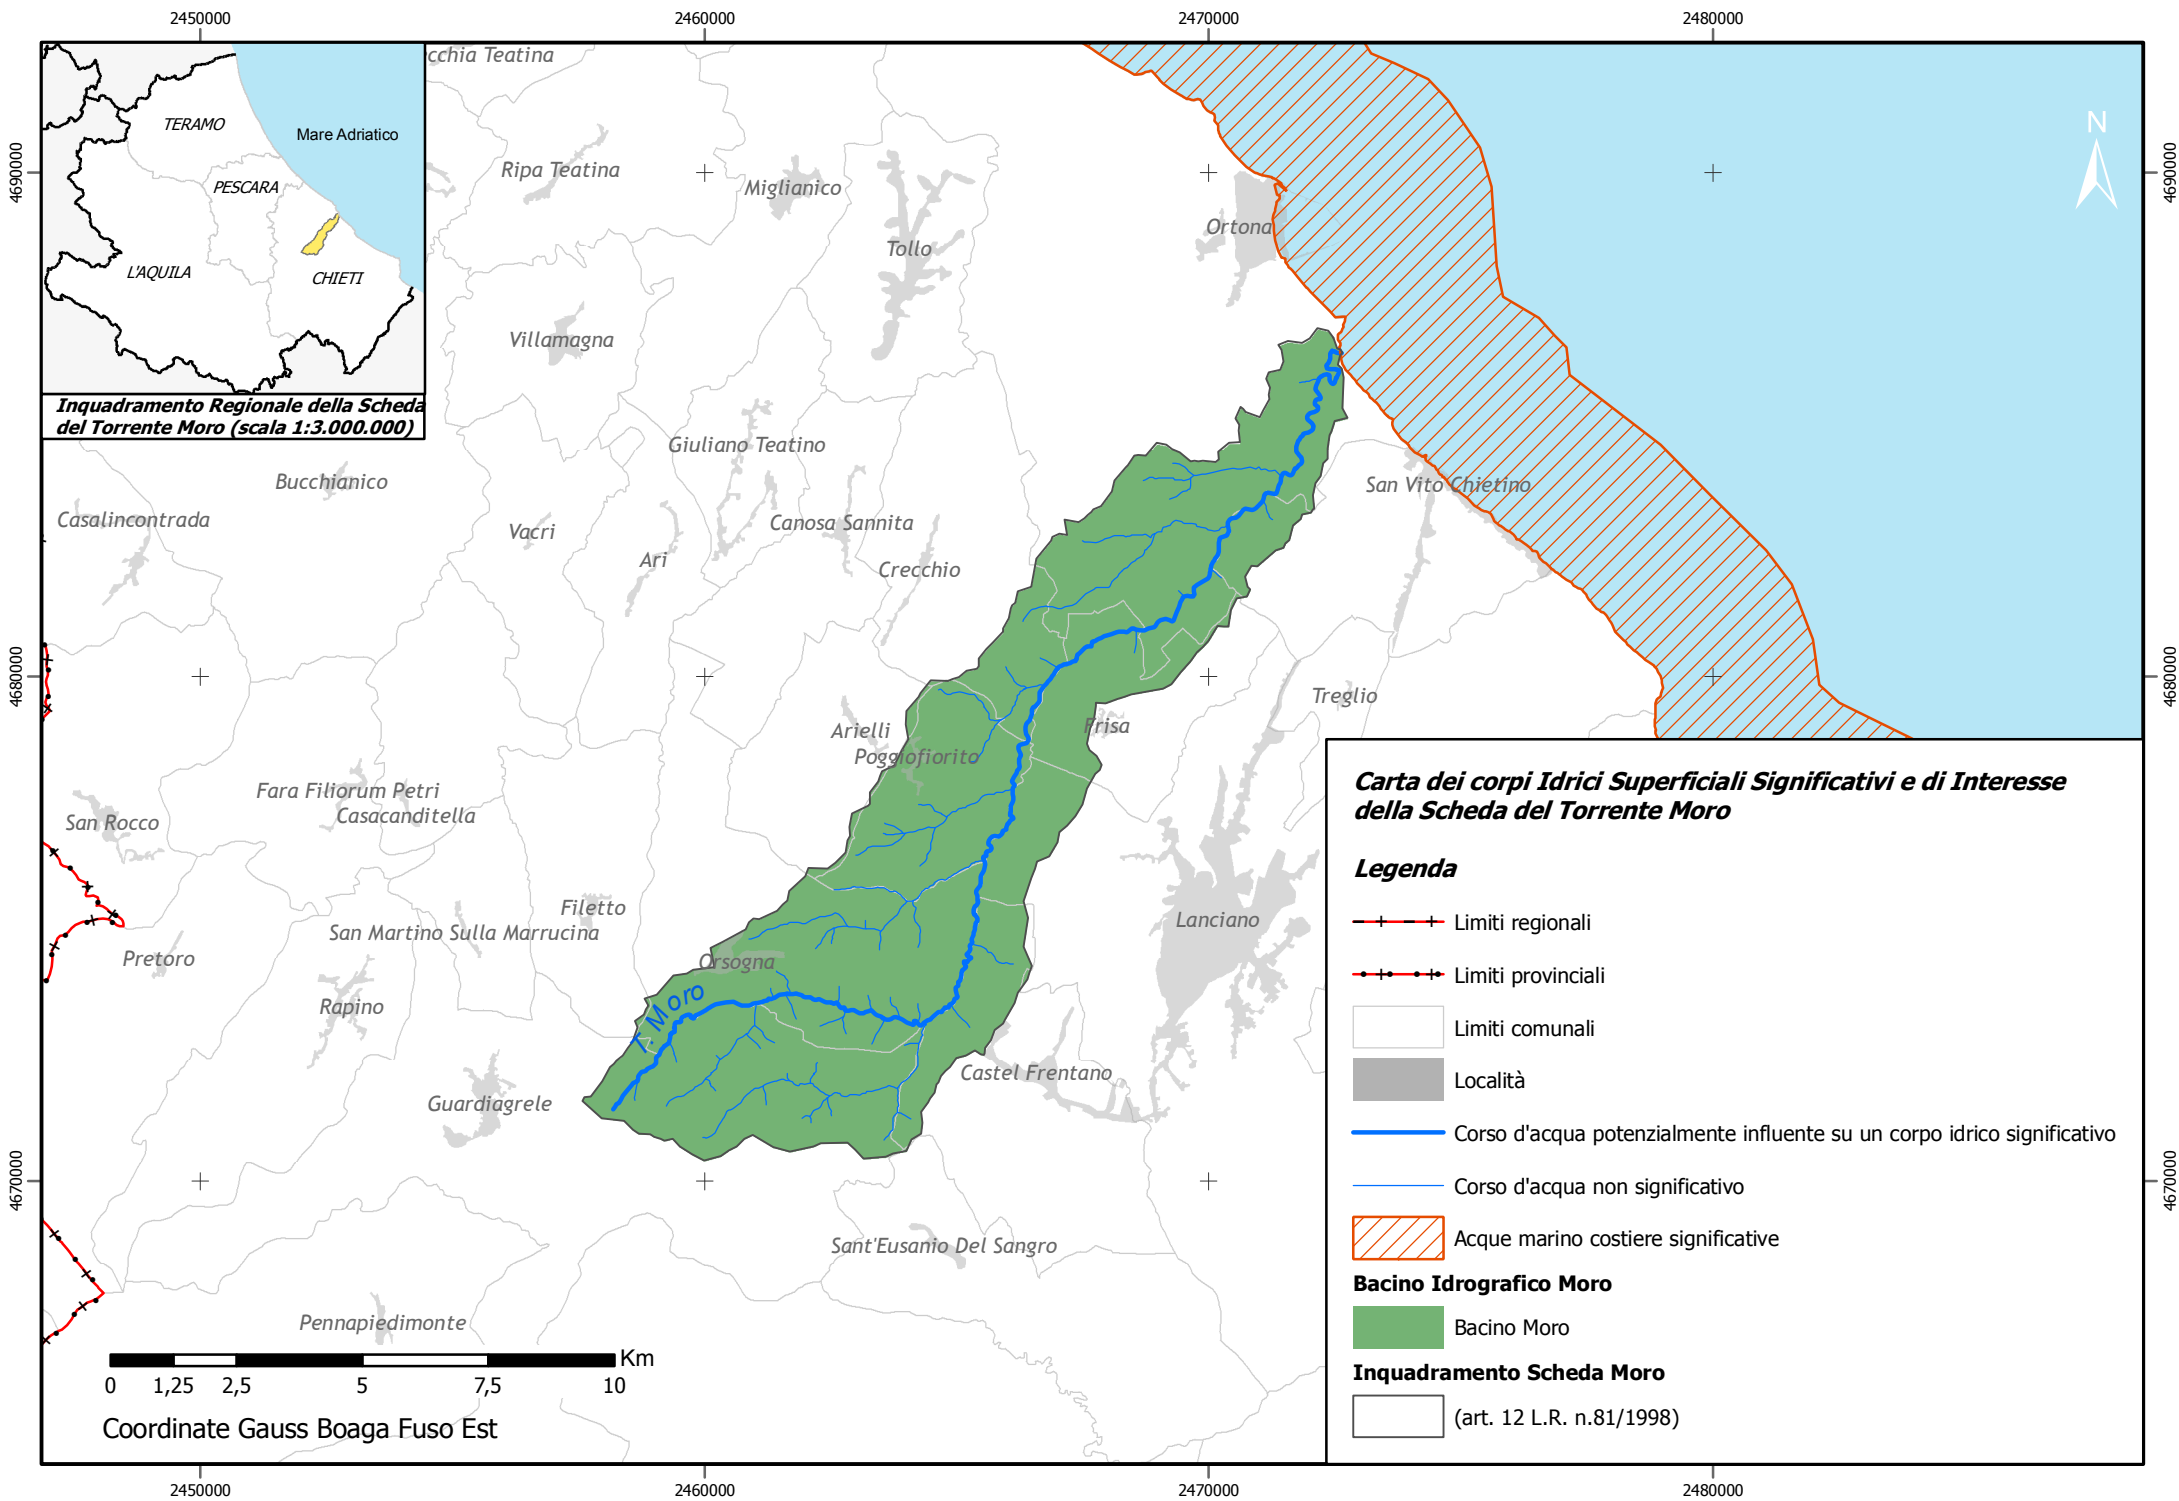 2450000
2460000
2470000
2480000
4690000
4680000
4670000
4690000
4680000
4670000
2450000
2460000
2470000
2480000
TERAMO
Mare Adriatico
PESCARA
L'AQUILA
CHIETI
Inquadramento Regionale della Scheda
del Torrente Moro (scala 1:3.000.000)
N
cchia Teatina
Ripa Teatina
Miglianico
Tollo
Ortona
Villamagna
Giuliano Teatino
Bucchianico
San Vito Chietino
Casalincontrada
Vacri
Canosa Sannita
Ari
Crecchio
Treglio
Arielli
Frisa
Poggiofiorito
Fara Filiorum Petri
Casacanditella
San Rocco
Filetto
Lanciano
San Martino Sulla Marrucina
Pretoro
Orsogna
Rapino
T. Moro
Castel Frentano
Guardiagrele
Sant'Eusanio Del Sangro
Pennapiedimonte
Km
0 1,25 2,5 5 7,5 10
Coordinate Gauss Boaga Fuso Est
Carta dei corpi Idrici Superficiali Significativi e di Interesse
della Scheda del Torrente Moro
Legenda
Limiti regionali
Limiti provinciali
Limiti comunali
Località
Corso d'acqua potenzialmente influente su un corpo idrico significativo
Corso d'acqua non significativo
Acque marino costiere significative
Bacino Idrografico Moro
Bacino Moro
Inquadramento Scheda Moro
(art. 12 L.R. n.81/1998)